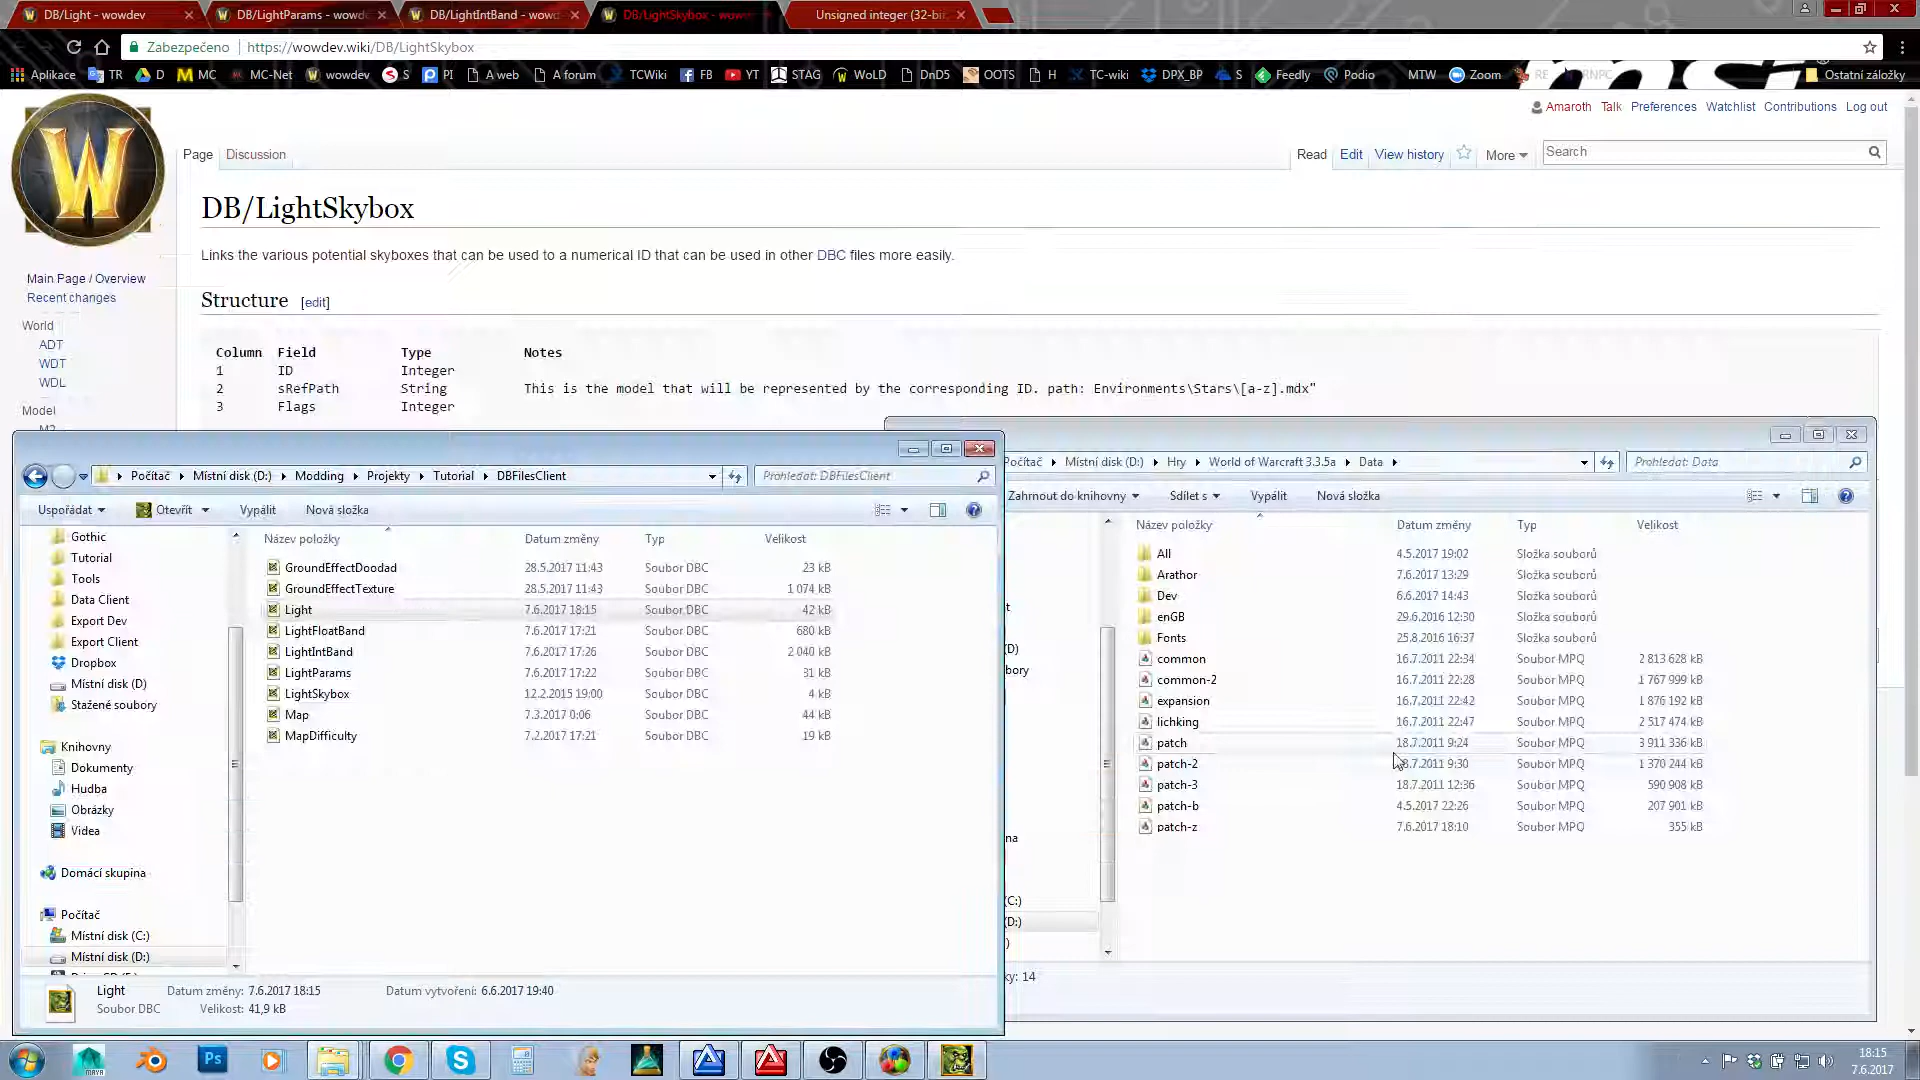 DB/Light - wowdev
DB/LightParams - wowde
DB/LightIntBand - wowd
DB/LightSkybox - wow
Unsigned integer (32-bit
Zabezpečeno
https://wowdev.wiki/DB/LightSkybox
Aplikace
TR
D
MC
MC-Net
wowdev
S
PI
A web
A forum
TCWiki
FB
YT
STAG
WoLD
DnD5
OOTS
H
TC-wiki
DPX_BP
S
Feedly
Podio
MTW
Zoom
RE
RNPC
Ostatní záložky
Amaroth
Talk
Preferences
Watchlist
Contributions
Log out
Page
Discussion
Read
Edit
View history
More
Search
DB/LightSkybox
Links the various potential skyboxes that can be used to a numerical ID that can be used in other DBC files more easily.
Main Page / Overview
Recent changes
World
ADT
WDT
WDL
Model
M2
Structure [edit]
Column Field Type Notes
1 ID Integer
2 sRefPath String This is the model that will be represented by the corresponding ID. path: Environments\Stars\[a-z].mdx"
3 Flags Integer
Počítač
Místní disk (D:)
Modding
Projekty
Tutorial
DBFilesClient
Prohledat: DBFilesClient
Uspořádat
Otevřít
Vypálit
Nová složka
Gothic
Tutorial
Tools
Data Client
Export Dev
Export Client
Dropbox
Místní disk (D)
Stažené soubory
Knihovny
Dokumenty
Hudba
Obrázky
Videa
Domácí skupina
Počítač
Místní disk (C:)
Místní disk (D:)
Název položky Datum změny Typ Velikost
GroundEffectDoodad 28.5.2017 11:43 Soubor DBC 23 kB
GroundEffectTexture 28.5.2017 11:43 Soubor DBC 1 074 kB
Light 7.6.2017 18:15 Soubor DBC 42 kB
LightFloatBand 7.6.2017 17:21 Soubor DBC 680 kB
LightIntBand 7.6.2017 17:26 Soubor DBC 2 040 kB
LightParams 7.6.2017 17:22 Soubor DBC 31 kB
LightSkybox 12.2.2015 19:00 Soubor DBC 4 kB
Map 7.3.2017 0:06 Soubor DBC 44 kB
MapDifficulty 7.2.2017 17:21 Soubor DBC 19 kB
Light Datum změny: 7.6.2017 18:15 Datum vytvoření: 6.6.2017 19:40
Soubor DBC Velikost: 41,9 kB
Počítač
Místní disk (D:)
Hry
World of Warcraft 3.3.5a
Data
Prohledat: Data
Zahrnout do knihovny
Sdílet s
Vypálit
Nová složka
Název položky Datum změny Typ Velikost
All 4.5.2017 19:02 Složka souborů
Arathor 7.6.2017 13:29 Složka souborů
Dev 6.6.2017 14:43 Složka souborů
enGB 29.6.2016 12:30 Složka souborů
Fonts 25.8.2016 16:37 Složka souborů
common 16.7.2011 22:34 Soubor MPQ 2 813 628 kB
common-2 16.7.2011 22:28 Soubor MPQ 1 767 999 kB
expansion 16.7.2011 22:42 Soubor MPQ 1 876 192 kB
lichking 16.7.2011 22:47 Soubor MPQ 2 517 474 kB
patch 18.7.2011 9:24 Soubor MPQ 3 911 336 kB
patch-2 8.7.2011 9:30 Soubor MPQ 1 370 244 kB
patch-3 18.7.2011 12:36 Soubor MPQ 590 908 kB
patch-b 4.5.2017 22:26 Soubor MPQ 207 901 kB
patch-z 7.6.2017 18:10 Soubor MPQ 355 kB
(C:)
(D:)
ky: 14
MAYA
Ps
18:15
7.6.2017